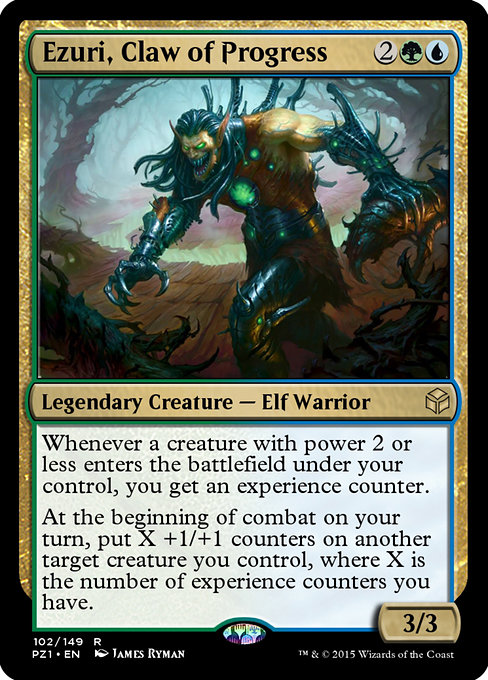 Ezuri, Claw of Progress 2
Legendary Creature — Elf Warrior
Whenever a creature with power 2 or
less enters the battlefield under your
control, you get an experience counter.
At the beginning of combat on your
turn, put X +1/+1 counters on another
target creature you control, where X is
the number of experience counters you
have.
3/3
102/149 R
PZ1 • EN James Ryman ™ & © 2015 Wizards of the Coast